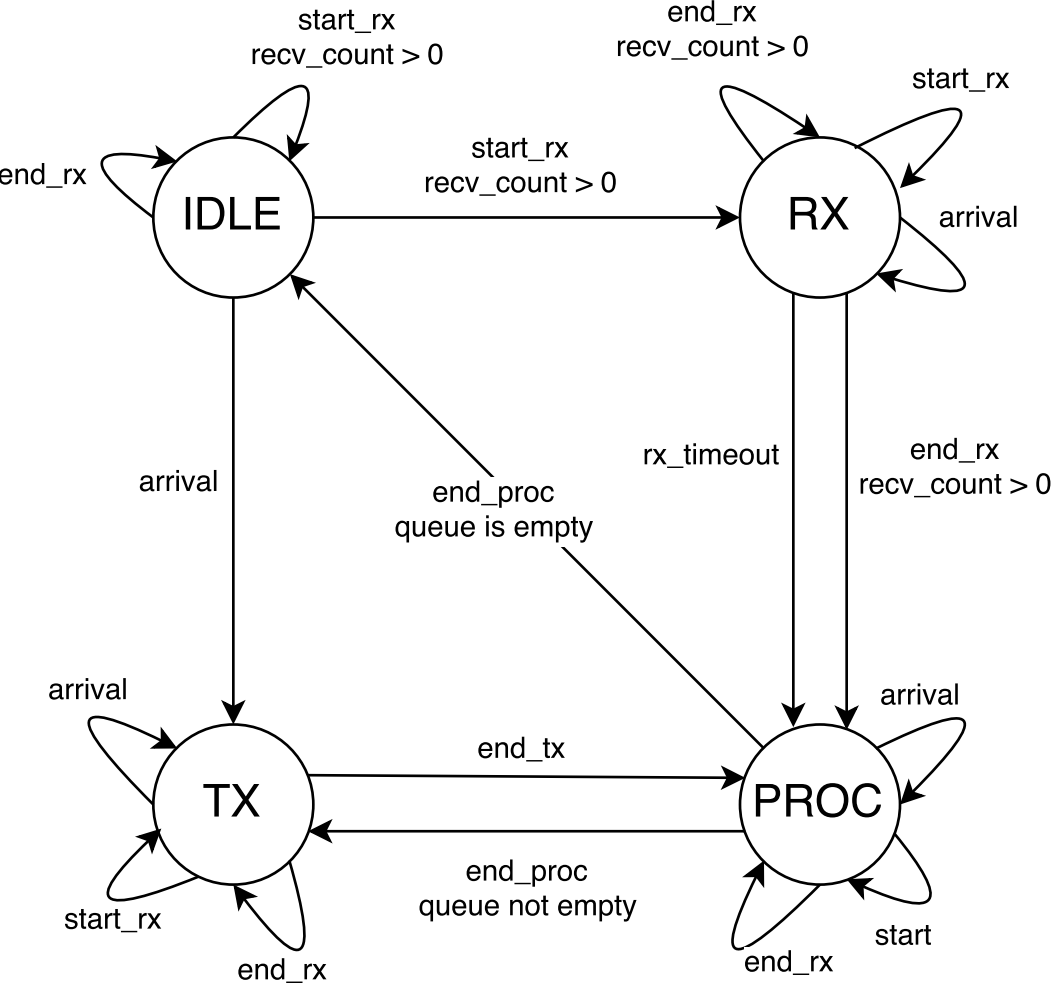 start_rx
recv_count > 0
end_rx
recv_count > 0
start_rx
end_rx
IDLE
start_rx
recv_count > 0
RX
arrival
arrival
rx_timeout
end_rx
recv_count > 0
end_proc
queue is empty
arrival
arrival
TX
end_tx
PROC
end_proc
queue not empty
start_rx
end_rx
start
end_rx